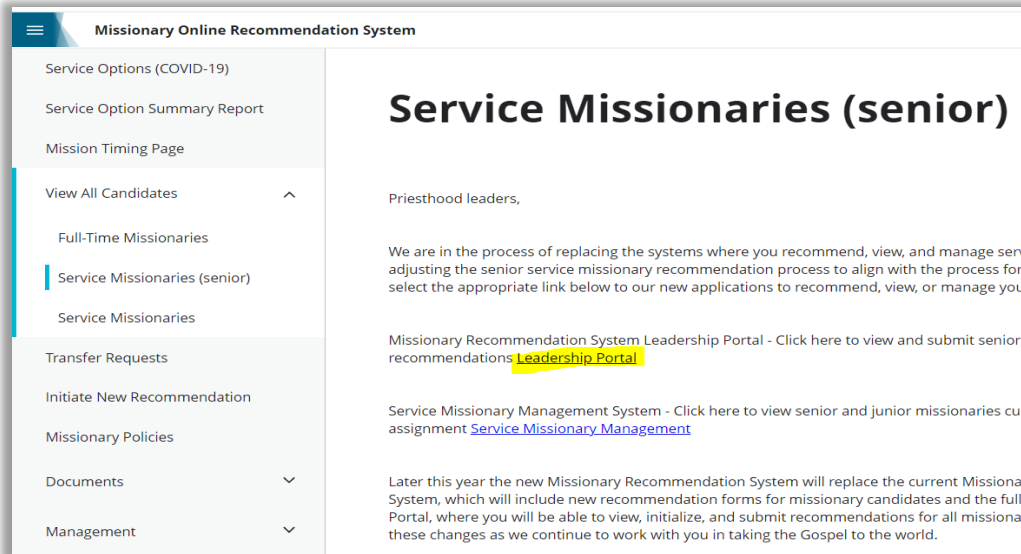 Missionary Online Recommendation System
Service Options (COVID-19)
Service Option Summary Report
Mission Timing Page
View All Candidates
Full-Time Missionaries
Service Missionaries (senior)
Service Missionaries
Transfer Requests
Initiate New Recommendation
Missionary Policies
Documents
Management
Service Missionaries (senior)
Priesthood leaders,
We are in the process of replacing the systems where you recommend, view, and manage
adjusting the senior service missionary recommendation process to align with the process for
select the appropriate link below to our new applications to recommend, view, or manage
Missionary Recommendation System Leadership Portal - Click here to view and submit senior
recommendations Leadership Portal
Service Missionary Management System - Click here to view senior and junior missionaries
assignment Service Missionary Management
Later this year the new Missionary Recommendation System will replace the current
System, which will include new recommendation forms for missionary candidates and the full
Portal, where you will be able to view, initialize, and submit recommendations for all
these changes as we continue to work with you in taking the Gospel to the world.